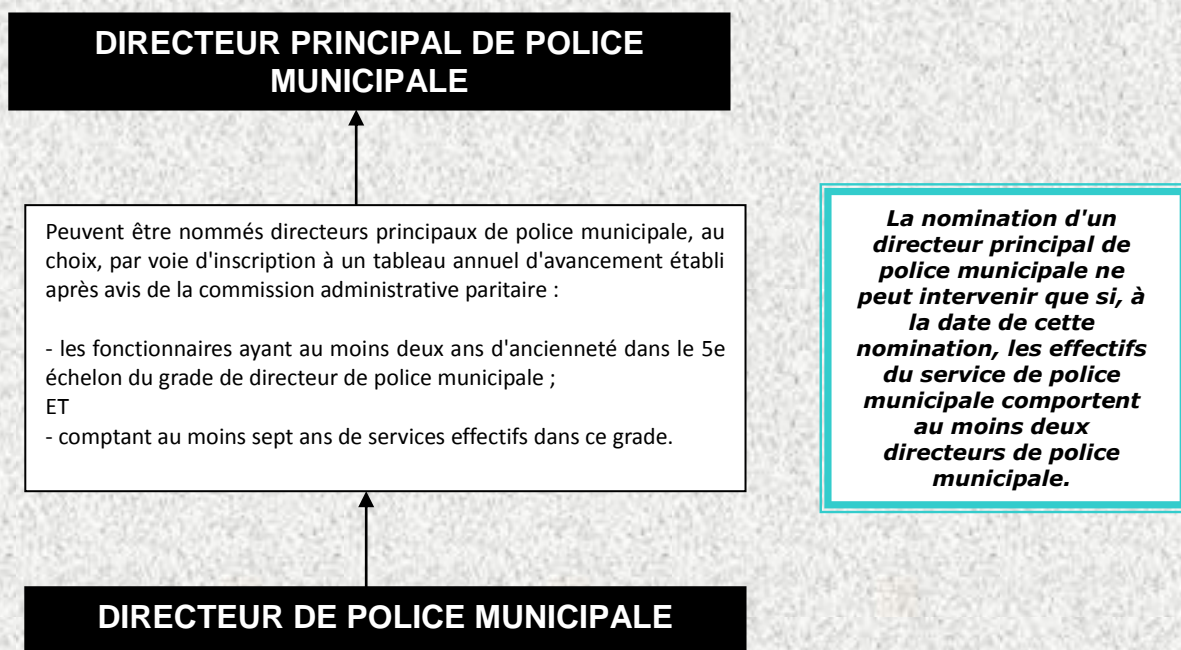 DIRECTEUR PRINCIPAL DE POLICE
MUNICIPALE
Peuvent être nommés directeurs principaux de police municipale, au
choix, par voie d'inscription à un tableau annuel d'avancement établi
après avis de la commission administrative paritaire :
- les fonctionnaires ayant au moins deux ans d'ancienneté dans le 5e
échelon du grade de directeur de police municipale ;
ET
- comptant au moins sept ans de services effectifs dans ce grade.
La nomination d'un
directeur principal de
police municipale ne
peut intervenir que si, à
la date de cette
nomination, les effectifs
du service de police
municipale comportent
au moins deux
directeurs de police
municipale.
DIRECTEUR DE POLICE MUNICIPALE